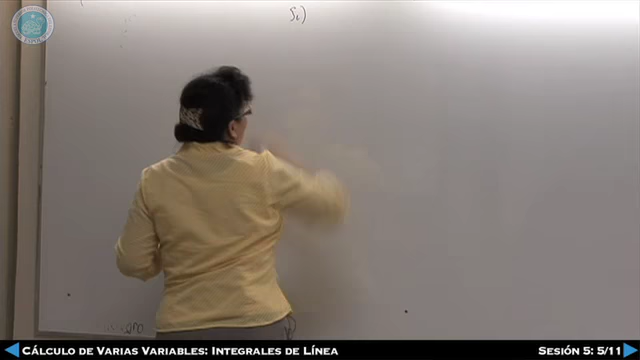 Si)
Cálculo de Varias Variables: Integrales de Línea
Sesión 5: 5/11